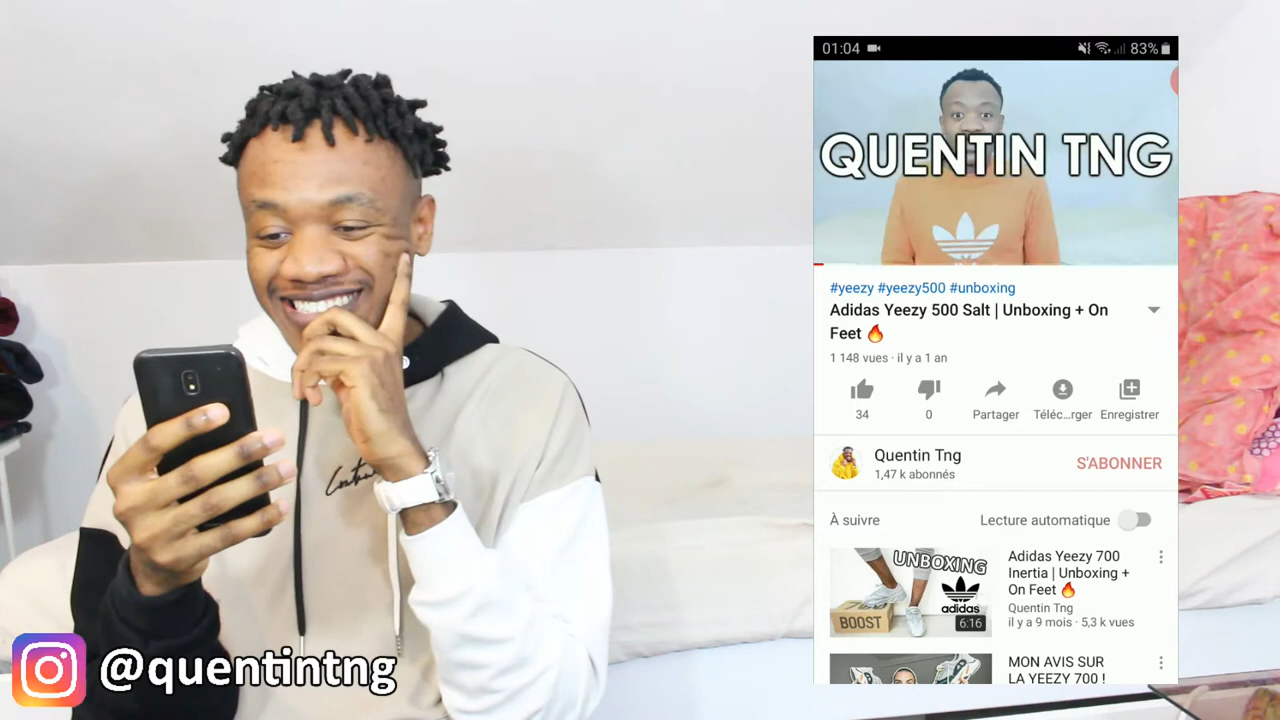 01:04
83%
QUENTIN TNG
#yeezy #yeezy500 #unboxing
Adidas Yeezy 500 Salt | Unboxing + On
Feet 🔥
1 148 vues · il y a 1 an
34
0
Partager
Téléc...rger
Enregistrer
Quentin Tng
1,47 k abonnés
S'ABONNER
À suivre
Lecture automatique
UNBOXING
adidas
BOOST
6:16
Adidas Yeezy 700
Inertia | Unboxing +
On Feet 🔥
Quentin Tng
il y a 9 mois · 5,3 k vues
MON AVIS SUR
LA YEEZY 700 !
@quentintng